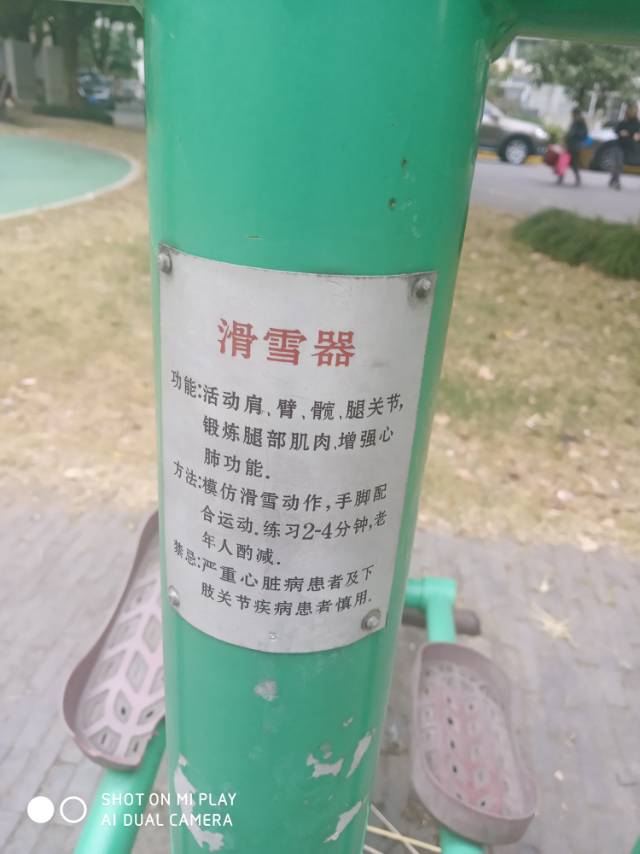 滑雪器
功能:活动肩、臂、髋、腿关节,
锻炼腿部肌肉.增强心
肺功能.
方法:模仿滑雪动作,手脚配
合运动.练习2-4分钟,老
年人酌减.
禁忌:严重心脏病患者及下
肢关节疾病患者慎用.
SHOT ON MI PLAY
AI DUAL CAMERA